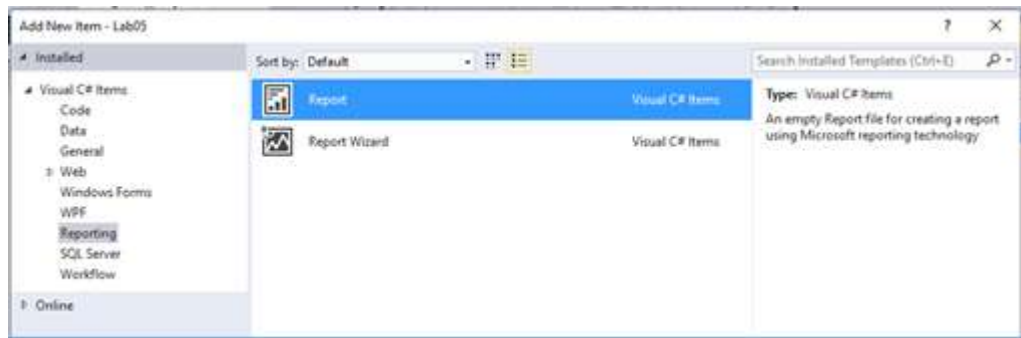 Add New Item - Lab05 ? ×
Installed
Sort by: Default
Search Installed Templates (Ctrl+E)
Visual C# Items
Code
Data
General
Web
Windows Forms
WPF
Reporting
SQL Server
Workflow
Online
Report Visual C# Items
Report Wizard Visual C# Items
Type: Visual C# Items
An empty Report file for creating a report
using Microsoft reporting technology